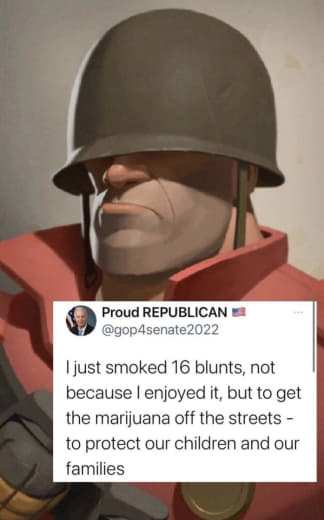 Proud REPUBLICAN 🇺🇸
@gop4senate2022
I just smoked 16 blunts, not
because I enjoyed it, but to get
the marijuana off the streets -
to protect our children and our
families